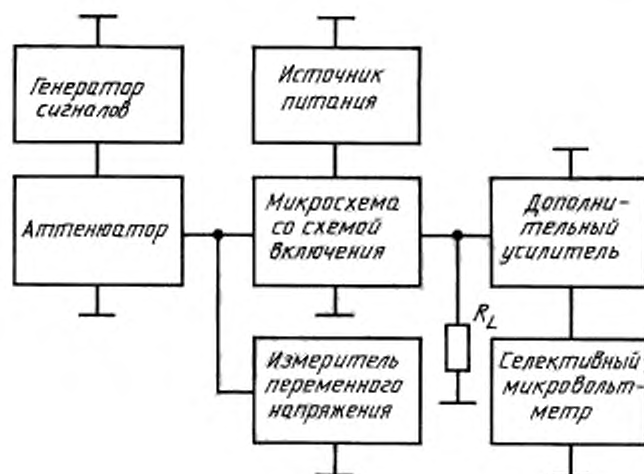 Генератор
сигналов
Источник
питания
Аттенюатор
Микросхема
со схемой
включения
Дополни-
тельный
усилитель
R_L
Измеритель
переменного
напряжения
Селективный
микровольт-
метр